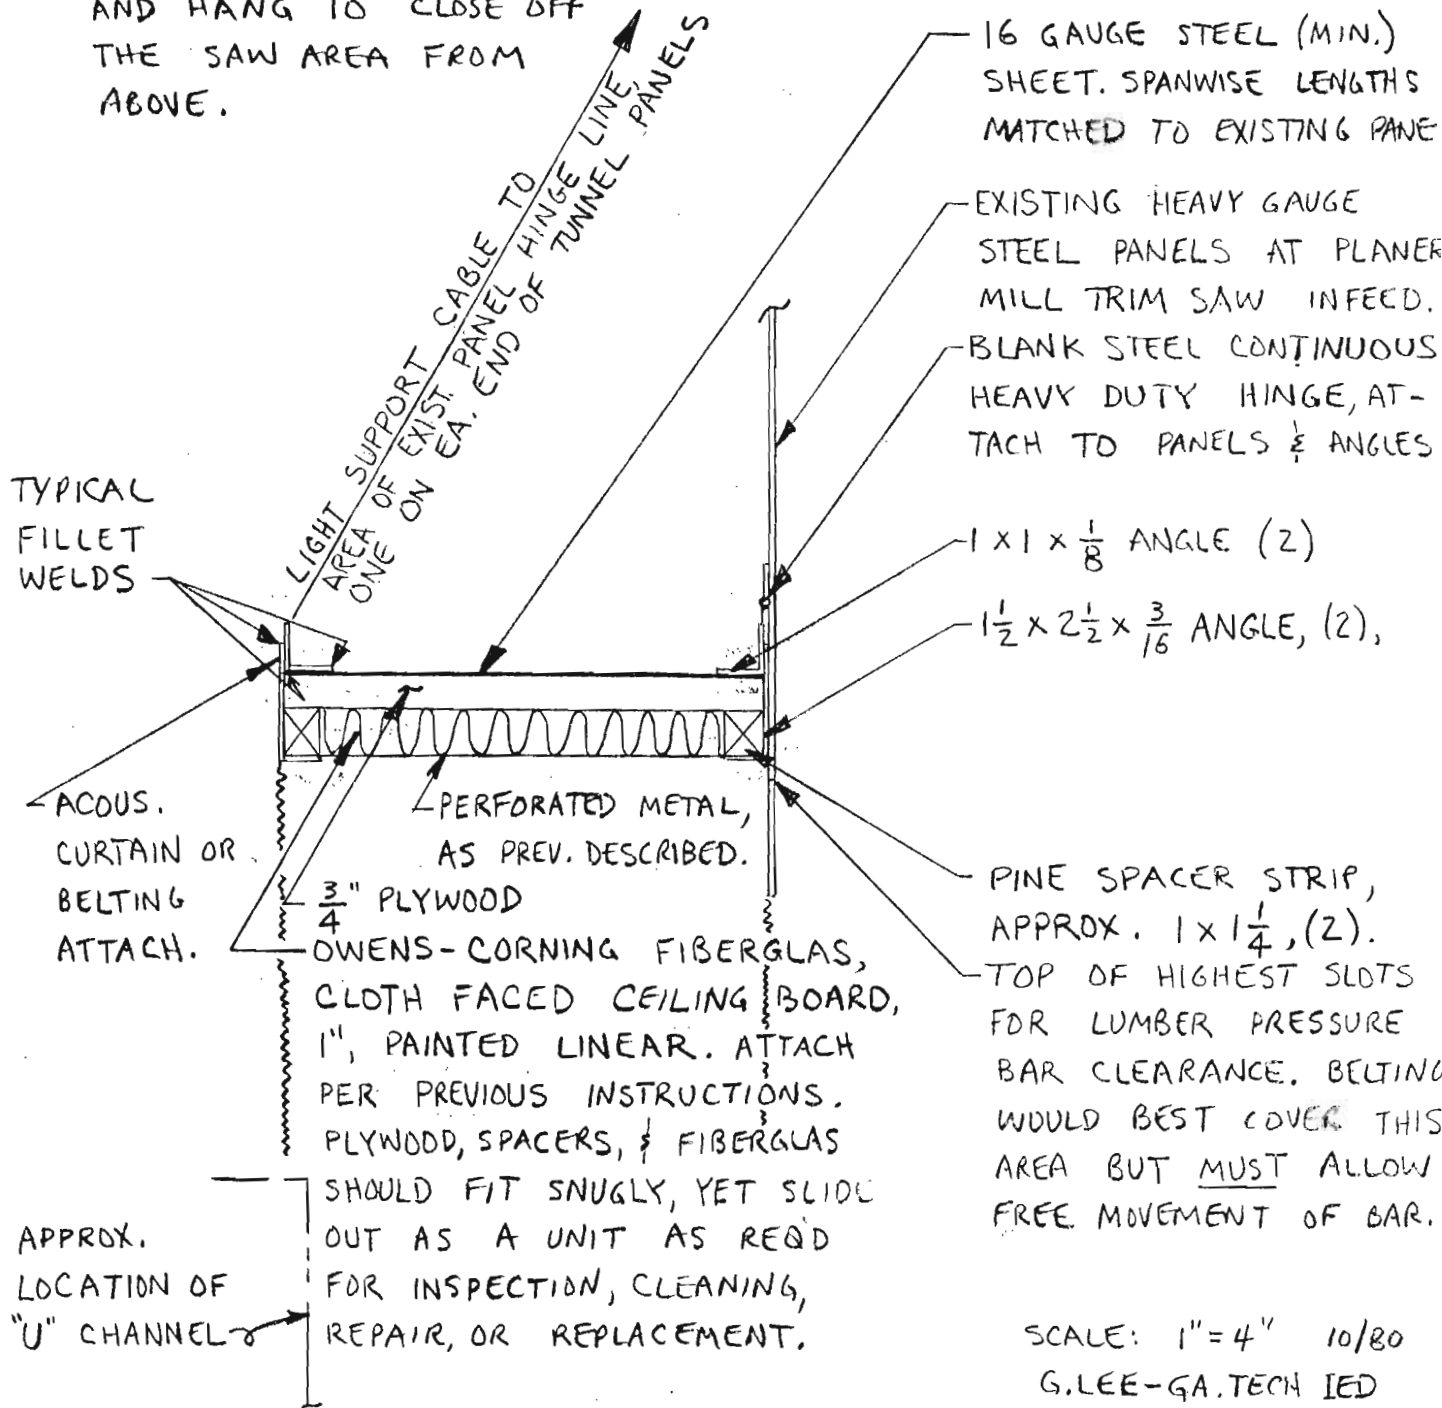 AND HANG TO CLOSE OFF
THE SAW AREA FROM
ABOVE.
LIGHT SUPPORT CABLE TO
AREA OF EXIST. PANEL HINGE LINE,
ONE ON EA. END OF TUNNEL PANELS
16 GAUGE STEEL (MIN.)
SHEET. SPANWISE LENGTHS
MATCHED TO EXISTING PANE
EXISTING HEAVY GAUGE
STEEL PANELS AT PLANER
MILL TRIM SAW INFEED.
BLANK STEEL CONTINUOUS
HEAVY DUTY HINGE, AT-
TACH TO PANELS & ANGLES
1 x 1 x 1/8 ANGLE (2)
1 1/2 x 2 1/2 x 3/16 ANGLE, (2),
TYPICAL
FILLET
WELDS
ACOUS.
CURTAIN OR
BELTING
ATTACH.
PERFORATED METAL,
AS PREV. DESCRIBED.
3/4" PLYWOOD
OWENS-CORNING FIBERGLAS,
CLOTH FACED CEILING BOARD,
1", PAINTED LINEAR. ATTACH
PER PREVIOUS INSTRUCTIONS.
PLYWOOD, SPACERS, & FIBERGLAS
SHOULD FIT SNUGLY, YET SLIDE
OUT AS A UNIT AS REQ'D
FOR INSPECTION, CLEANING,
REPAIR, OR REPLACEMENT.
PINE SPACER STRIP,
APPROX. 1 x 1 1/4, (2).
TOP OF HIGHEST SLOTS
FOR LUMBER PRESSURE
BAR CLEARANCE. BELTING
WOULD BEST COVER THIS
AREA BUT MUST ALLOW
FREE MOVEMENT OF BAR.
APPROX.
LOCATION OF
"U" CHANNEL
SCALE: 1" = 4" 10/80
G.LEE-GA.TECH IED